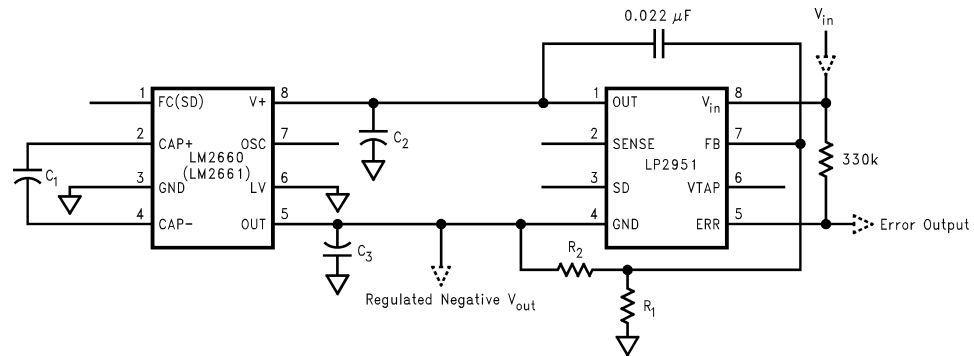 0.022 μF
Vin
1 FC(SD) V+ 8
2 CAP+ OSC 7
LM2660
(LM2661)
3 GND LV 6
4 CAP- OUT 5
C1
C2
C3
1 OUT Vin 8
2 SENSE FB 7
LP2951
3 SD VTAP 6
4 GND ERR 5
330k
Error Output
R2
R1
Regulated Negative Vout